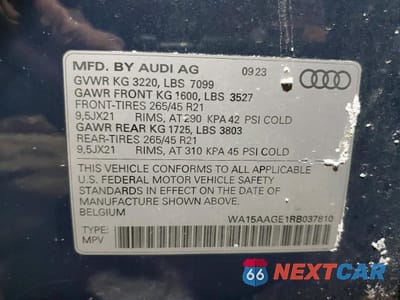 MFD. BY AUDI AG 09 23
GVWR KG 3220, LBS 7099
GAWR FRONT KG 1600, LBS 3527
FRONT-TIRES 265/45 R21
9,5JX21 RIMS, AT 290 KPA 42 PSI COLD
GAWR REAR KG 1725, LBS 3803
REAR-TIRES 265/45 R21
9,5JX21 RIMS, AT 310 KPA 45 PSI COLD
THIS VEHICLE CONFORMS TO ALL APPLICABLE
U.S. FEDERAL MOTOR VEHICLE SAFETY
STANDARDS IN EFFECT ON THE DATE OF
MANUFACTURE SHOWN ABOVE.
BELGIUM WA15AAGE1RB037810
TYPE:
MPV
66 NEXTCAR